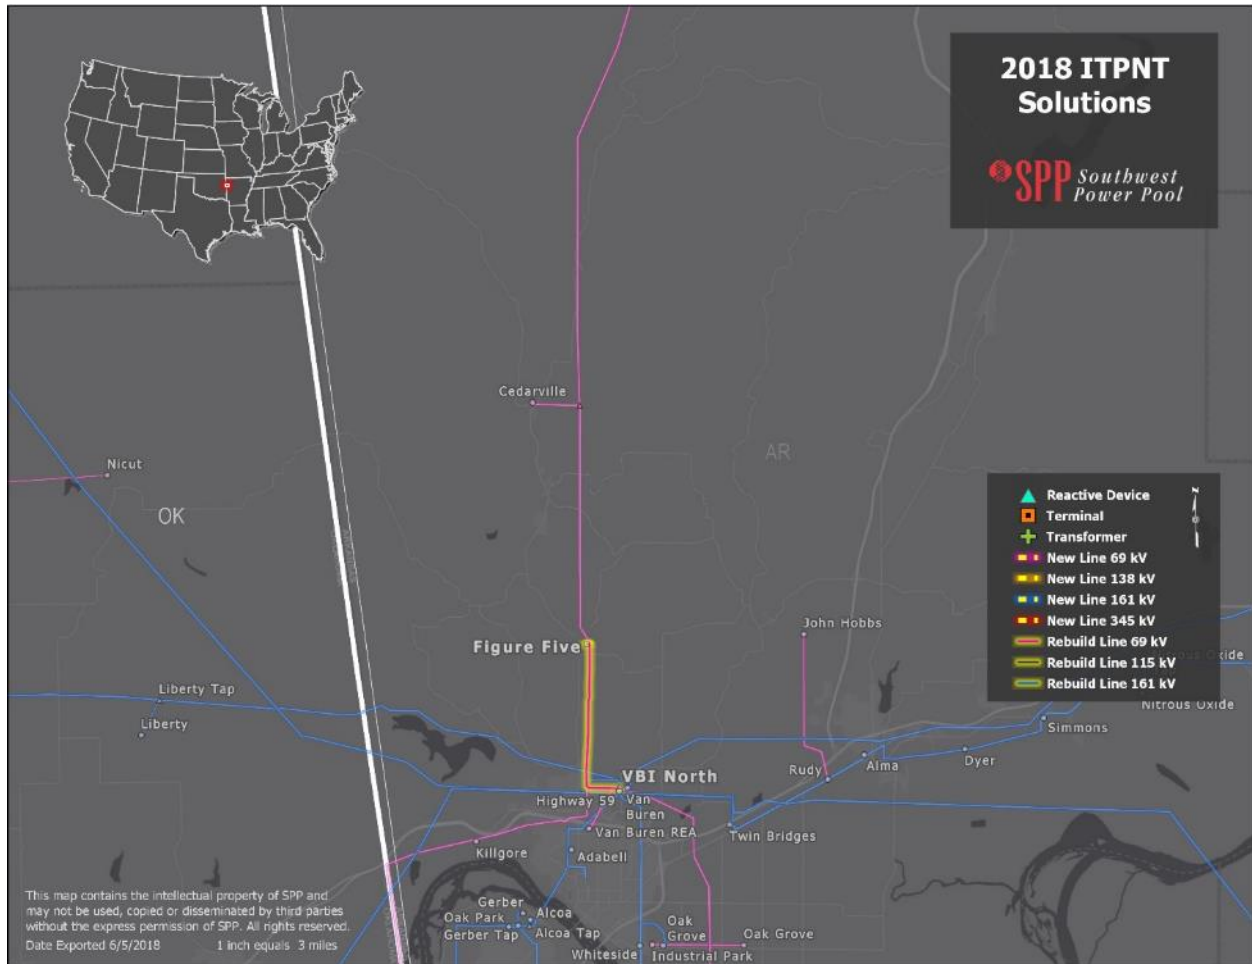 2018 ITPNT
Solutions
SPP Southwest
Power Pool
Cedarville
AR
Nicut
OK
Reactive Device
N
Terminal
Transformer
New Line 69 kV
New Line 138 kV
New Line 161 kV
New Line 345 kV
Rebuild Line 69 kV
Rebuild Line 115 kV
Rebuild Line 161 kV
John Hobbs
Figure Five
Nitrous Oxide
Nitrous Oxide
Liberty Tap
Liberty
Simmons
Dyer
Alma
Rudy
VBI North
Highway 59
Van
Buren
Van Buren REA
Twin Bridges
Killgore
Adabell
Gerber
Oak Park
Alcoa
Gerber Tap
Alcoa Tap
Oak
Grove
Oak Grove
Whiteside
Industrial Park
This map contains the intellectual property of SPP and
may not be used, copied or disseminated by third parties
without the express permission of SPP. All rights reserved.
Date Exported 6/5/2018
1 inch equals 3 miles